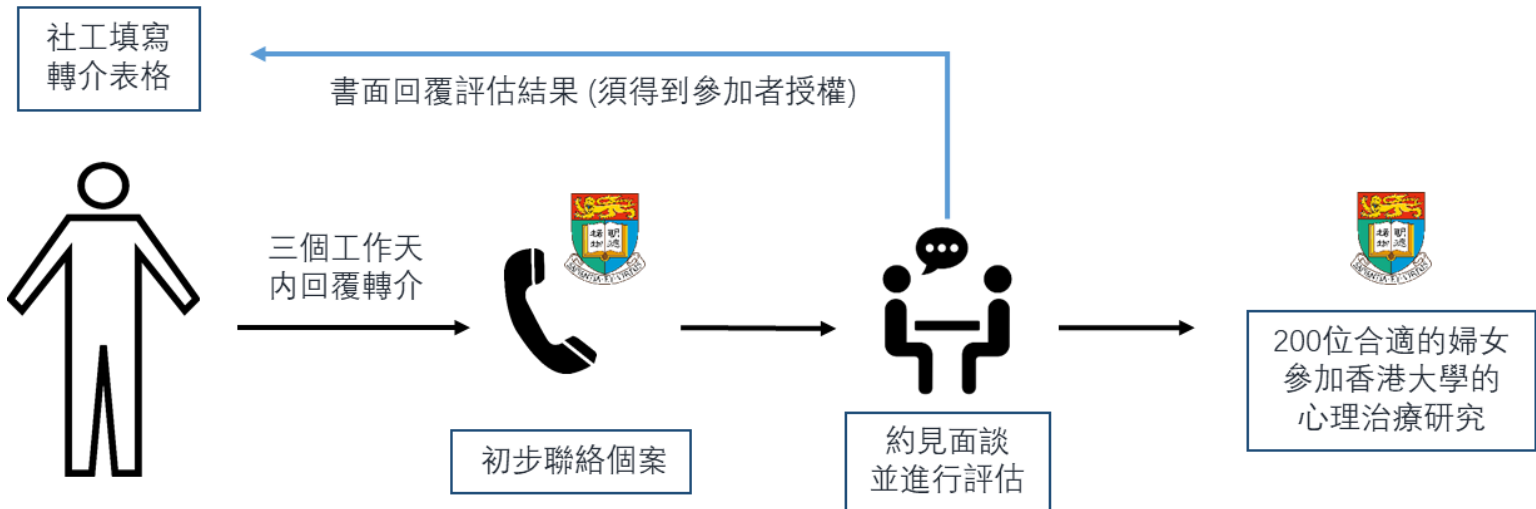 社工填寫
轉介表格
書面回覆評估結果 (須得到參加者授權)
三個工作天
内回覆轉介
初步聯絡個案
約見面談
並進行評估
200位合適的婦女
參加香港大學的
心理治療研究